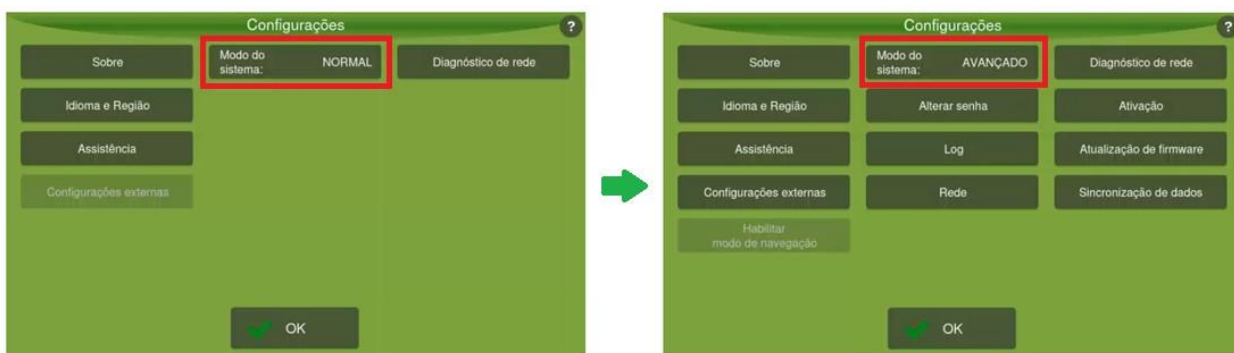 Configurações
?
Sobre
Modo do
sistema:
NORMAL
Diagnóstico de rede
Idioma e Região
Assistência
Configurações externas
OK
Configurações
?
Sobre
Modo do
sistema:
AVANÇADO
Diagnóstico de rede
Idioma e Região
Alterar senha
Ativação
Assistência
Log
Atualização de firmware
Configurações externas
Rede
Sincronização de dados
Habilitar
modo de navegação
OK